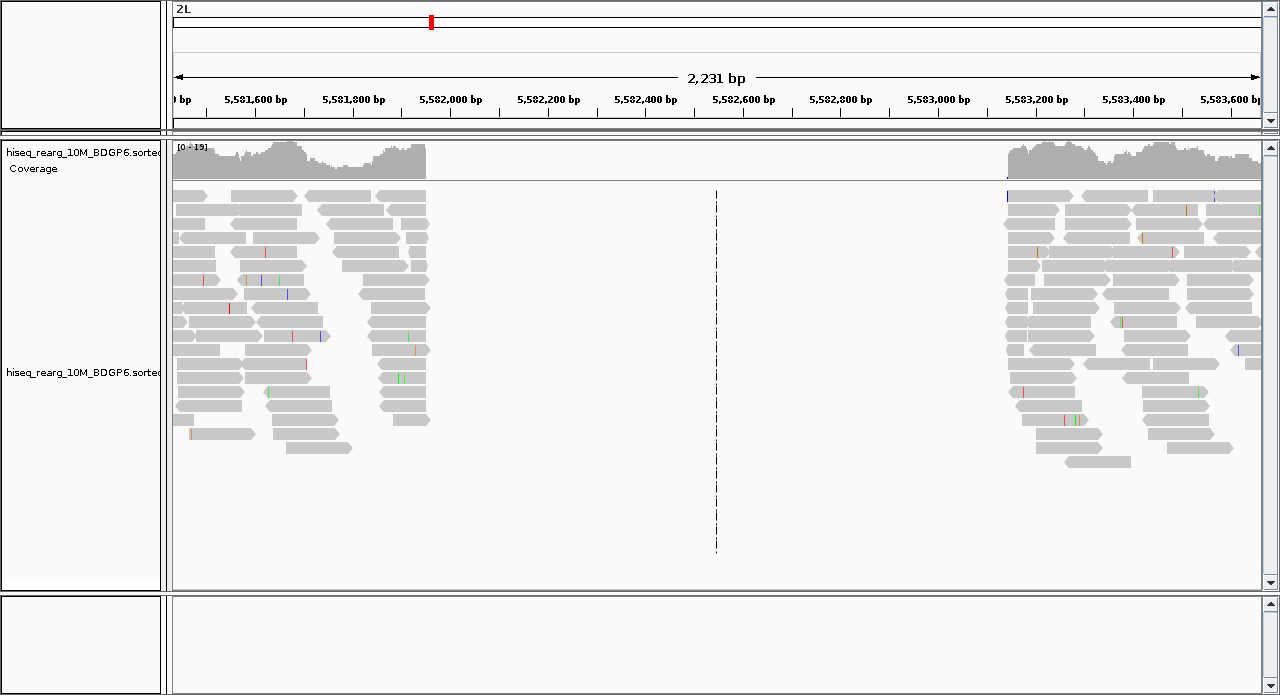 2L
2,231 bp
bp 5,581,600 bp 5,581,800 bp 5,582,000 bp 5,582,200 bp 5,582,400 bp 5,582,600 bp 5,582,800 bp 5,583,000 bp 5,583,200 bp 5,583,400 bp 5,583,600 bp
[0 - 19]
hiseq_rearg_10M_BDGP6.sorted
Coverage
hiseq_rearg_10M_BDGP6.sorted